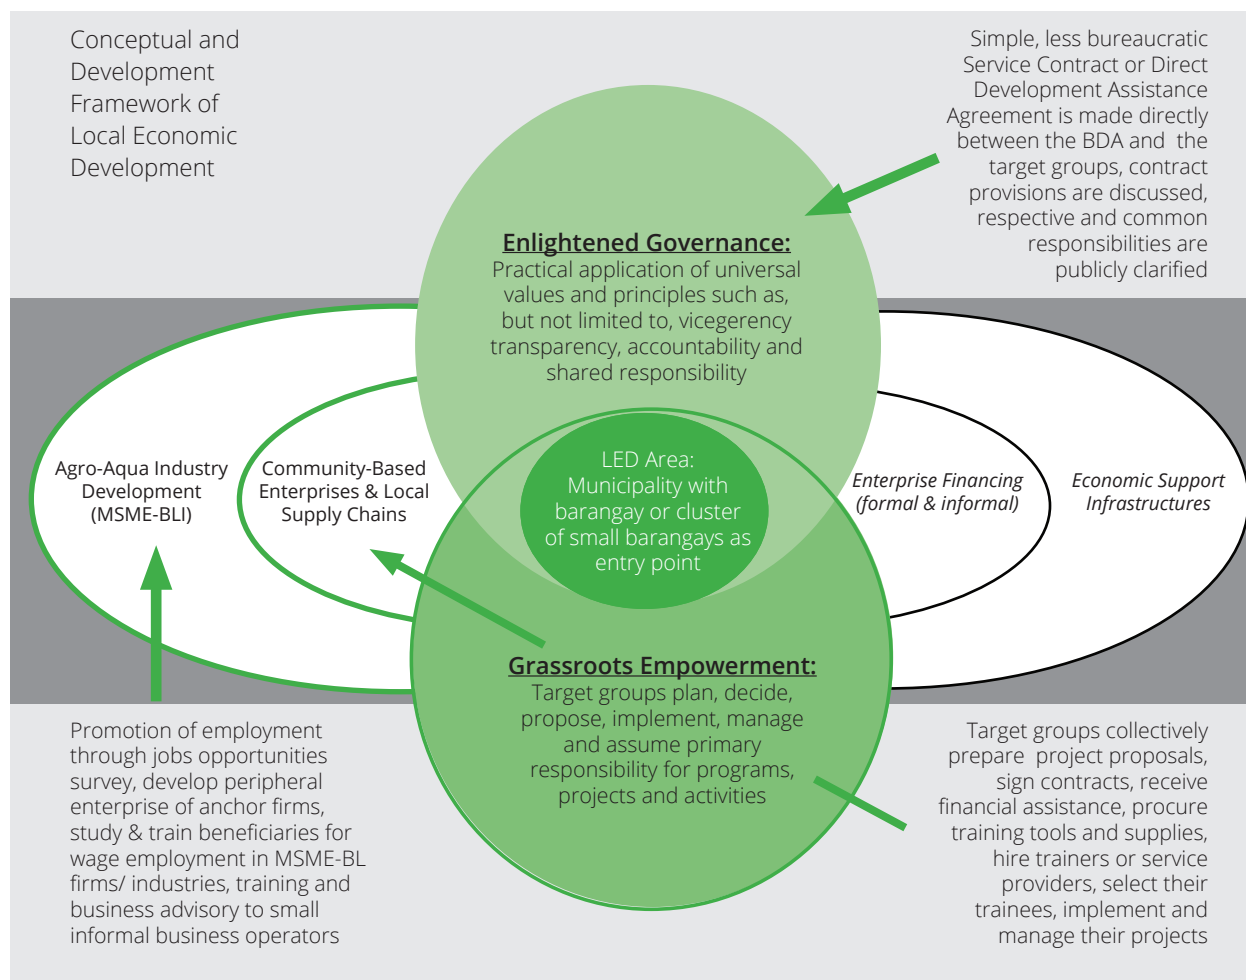 Conceptual and
Development
Framework of
Local Economic
Development
Simple, less bureaucratic
Service Contract or Direct
Development Assistance
Agreement is made directly
between the BDA and the
target groups, contract
provisions are discussed,
respective and common
responsibilities are
publicly clarified
Enlightened Governance:
Practical application of universal
values and principles such as,
but not limited to, vicegerency
transparency, accountability and
shared responsibility
Agro-Aqua Industry
Development
(MSME-BLI)
Community-Based
Enterprises & Local
Supply Chains
LED Area:
Municipality with
barangay or cluster
of small barangays as
entry point
Enterprise Financing
(formal & informal)
Economic Support
Infrastructures
Grassroots Empowerment:
Target groups plan, decide,
propose, implement, manage
and assume primary
responsibility for programs,
projects and activities
Promotion of employment
through jobs opportunities
survey, develop peripheral
enterprise of anchor firms,
study & train beneficiaries for
wage employment in MSME-BL
firms/ industries, training and
business advisory to small
informal business operators
Target groups collectively
prepare project proposals,
sign contracts, receive
financial assistance, procure
training tools and supplies,
hire trainers or service
providers, select their
trainees, implement and
manage their projects